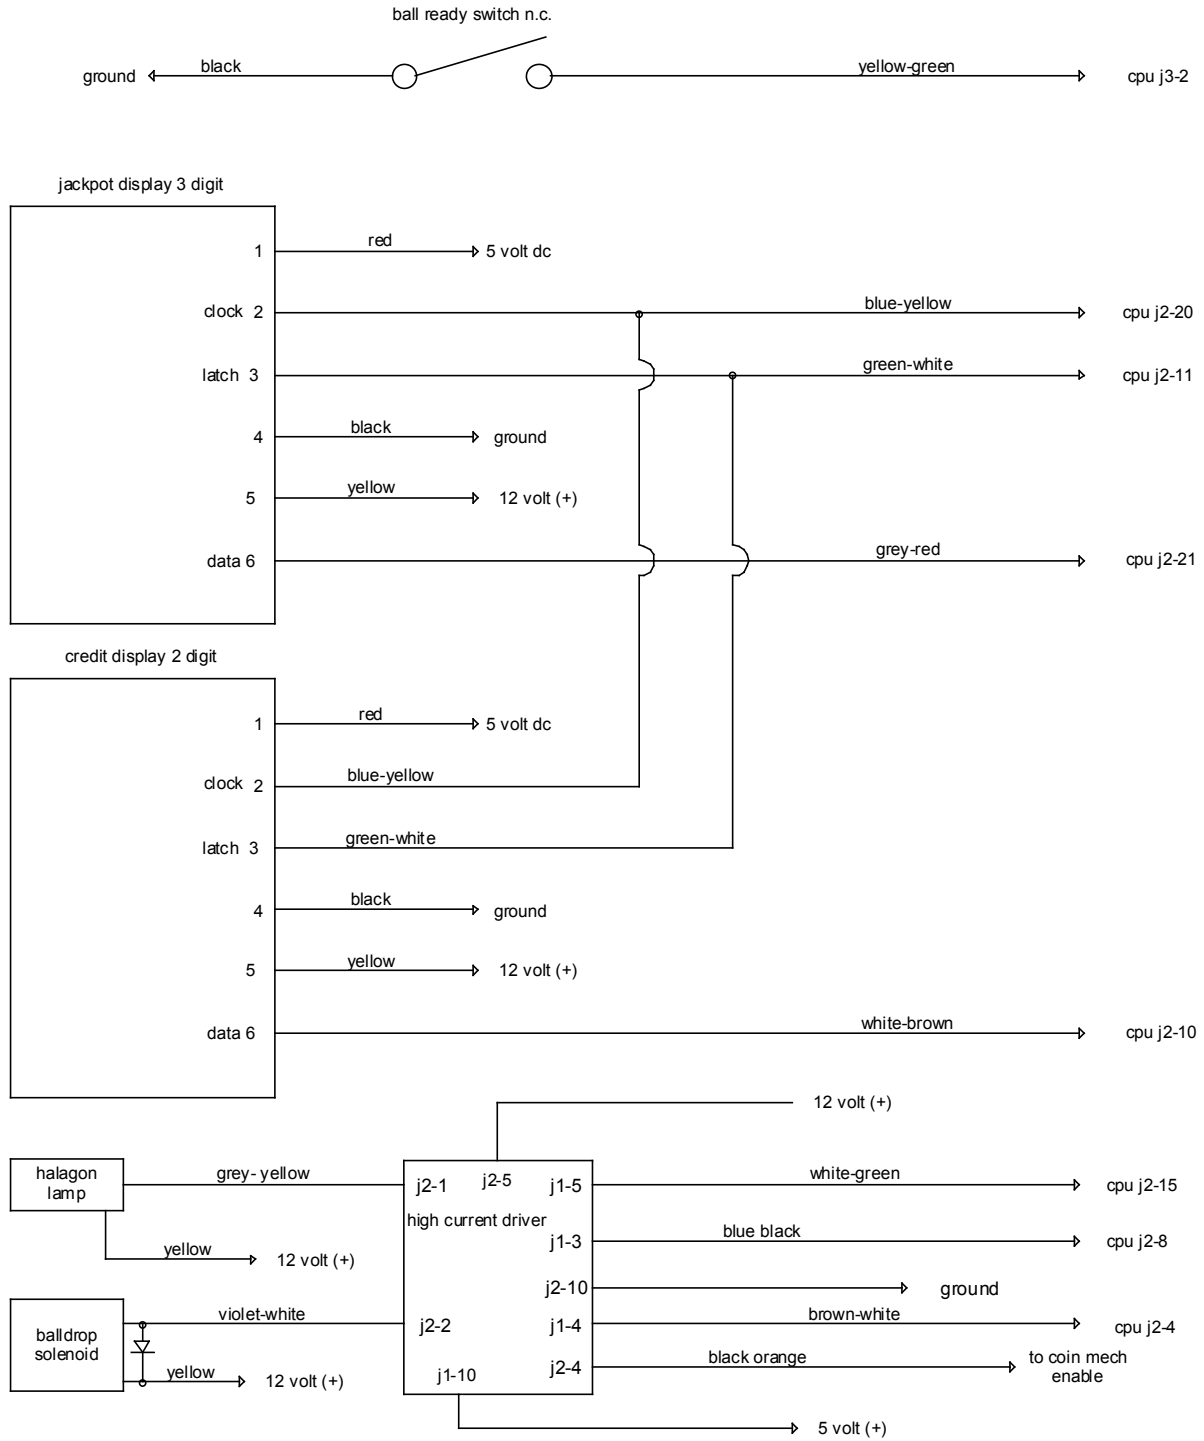 ball ready switch n.c.
ground
black
yellow-green
cpu j3-2
jackpot display 3 digit
1
red
5 volt dc
clock 2
blue-yellow
cpu j2-20
latch 3
green-white
cpu j2-11
4
black
ground
5
yellow
12 volt (+)
data 6
grey-red
cpu j2-21
credit display 2 digit
1
red
5 volt dc
clock 2
blue-yellow
latch 3
green-white
4
black
ground
5
yellow
12 volt (+)
data 6
white-brown
cpu j2-10
12 volt (+)
halagon
lamp
grey- yellow
j2-1
j2-5
j1-5
white-green
cpu j2-15
high current driver
yellow
12 volt (+)
j1-3
blue black
cpu j2-8
j2-10
ground
balldrop
solenoid
violet-white
j2-2
j1-4
brown-white
cpu j2-4
yellow
12 volt (+)
j1-10
j2-4
black orange
to coin mech
enable
5 volt (+)